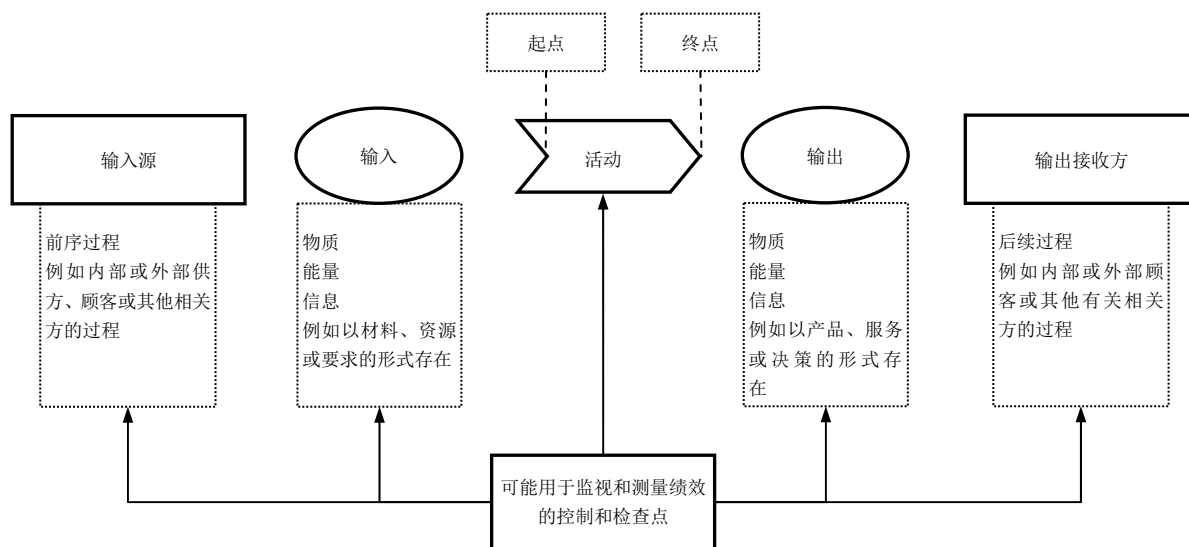 起点
终点
输入源
输入
活动
输出
输出接收方
前序过程
例如内部或外部供
方、顾客或其他相关
方的过程
物质
能量
信息
例如以材料、资源
或要求的形式存在
物质
能量
信息
例如以产品、服务
或决策的形式存
在
后续过程
例如内部或外部顾
客或其他有关相关
方的过程
可能用于监视和测量绩效
的控制和检查点